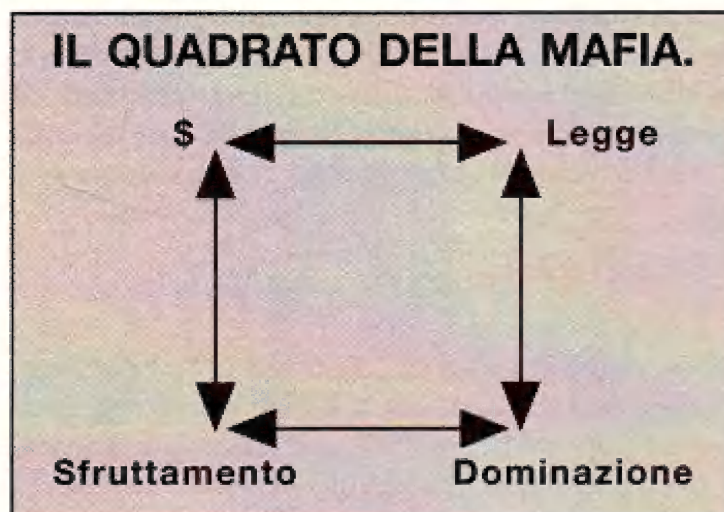 IL QUADRATO DELLA MAFIA.
$ Legge
Sfruttamento Dominazione